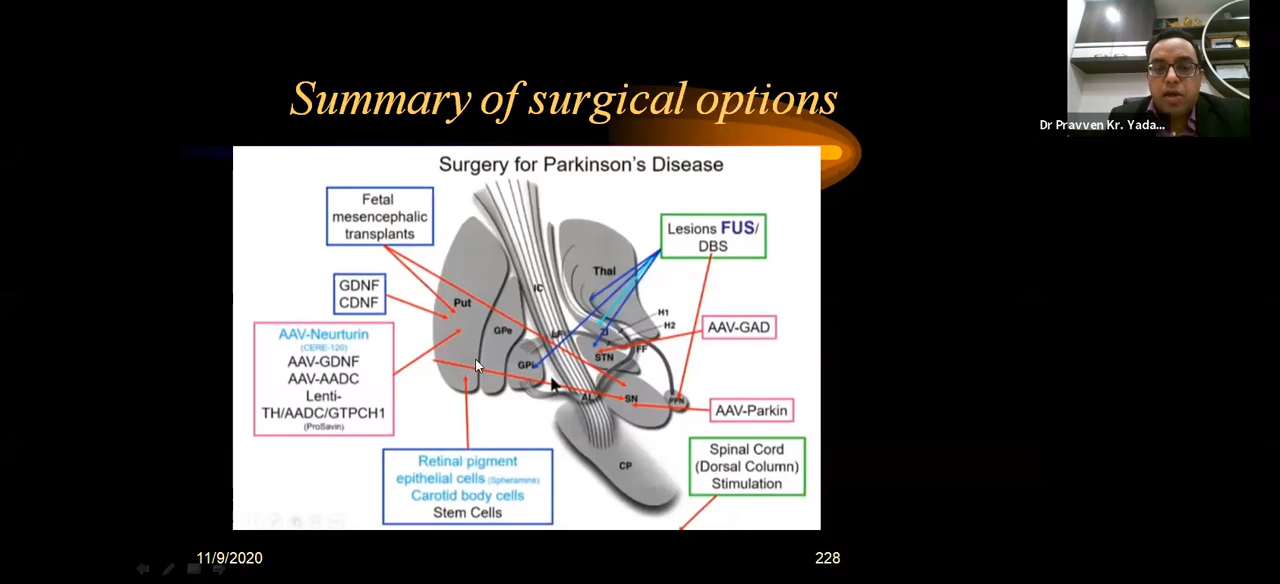 Summary of surgical options
Dr Pravven Kr. Yada...
Surgery for Parkinson's Disease
Fetal
mesencephalic
transplants
Lesions FUS/
DBS
GDNF
CDNF
AAV-Neurturin
(CERE-120)
AAV-GDNF
AAV-AADC
Lenti-
TH/AADC/GTPCH1
(ProSavin)
AAV-GAD
AAV-Parkin
Retinal pigment
epithelial cells (Spheramine)
Carotid body cells
Stem Cells
Spinal Cord
(Dorsal Column)
Stimulation
Put
GPe
IC
Thal
H1
H2
ZI
STN
FF
SN
PPN
CP
11/9/2020
228